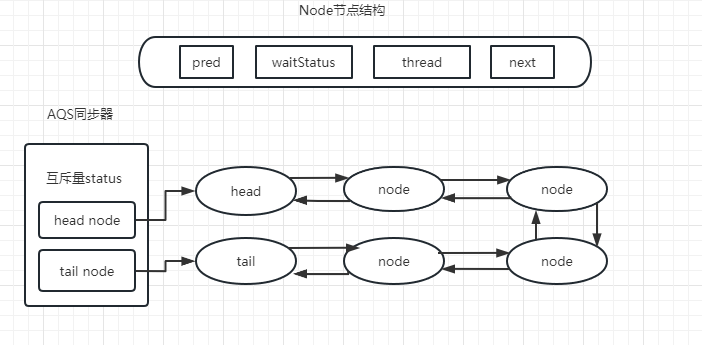 Node节点结构
pred
waitStatus
thread
next
AQS同步器
互斥量status
head node
head
node
node
tail node
tail
node
node